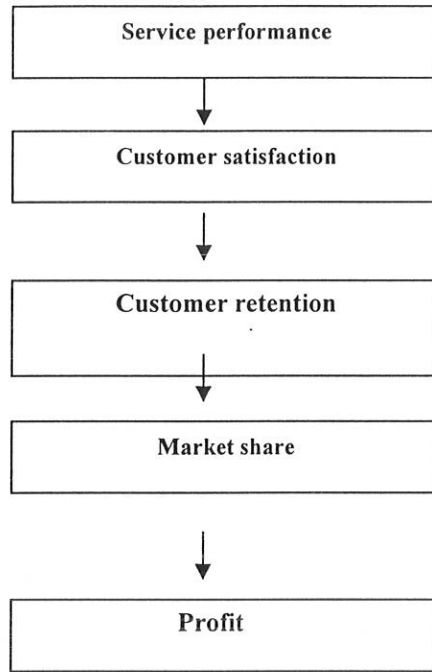 Service performance
Customer satisfaction
Customer retention
Market share
Profit